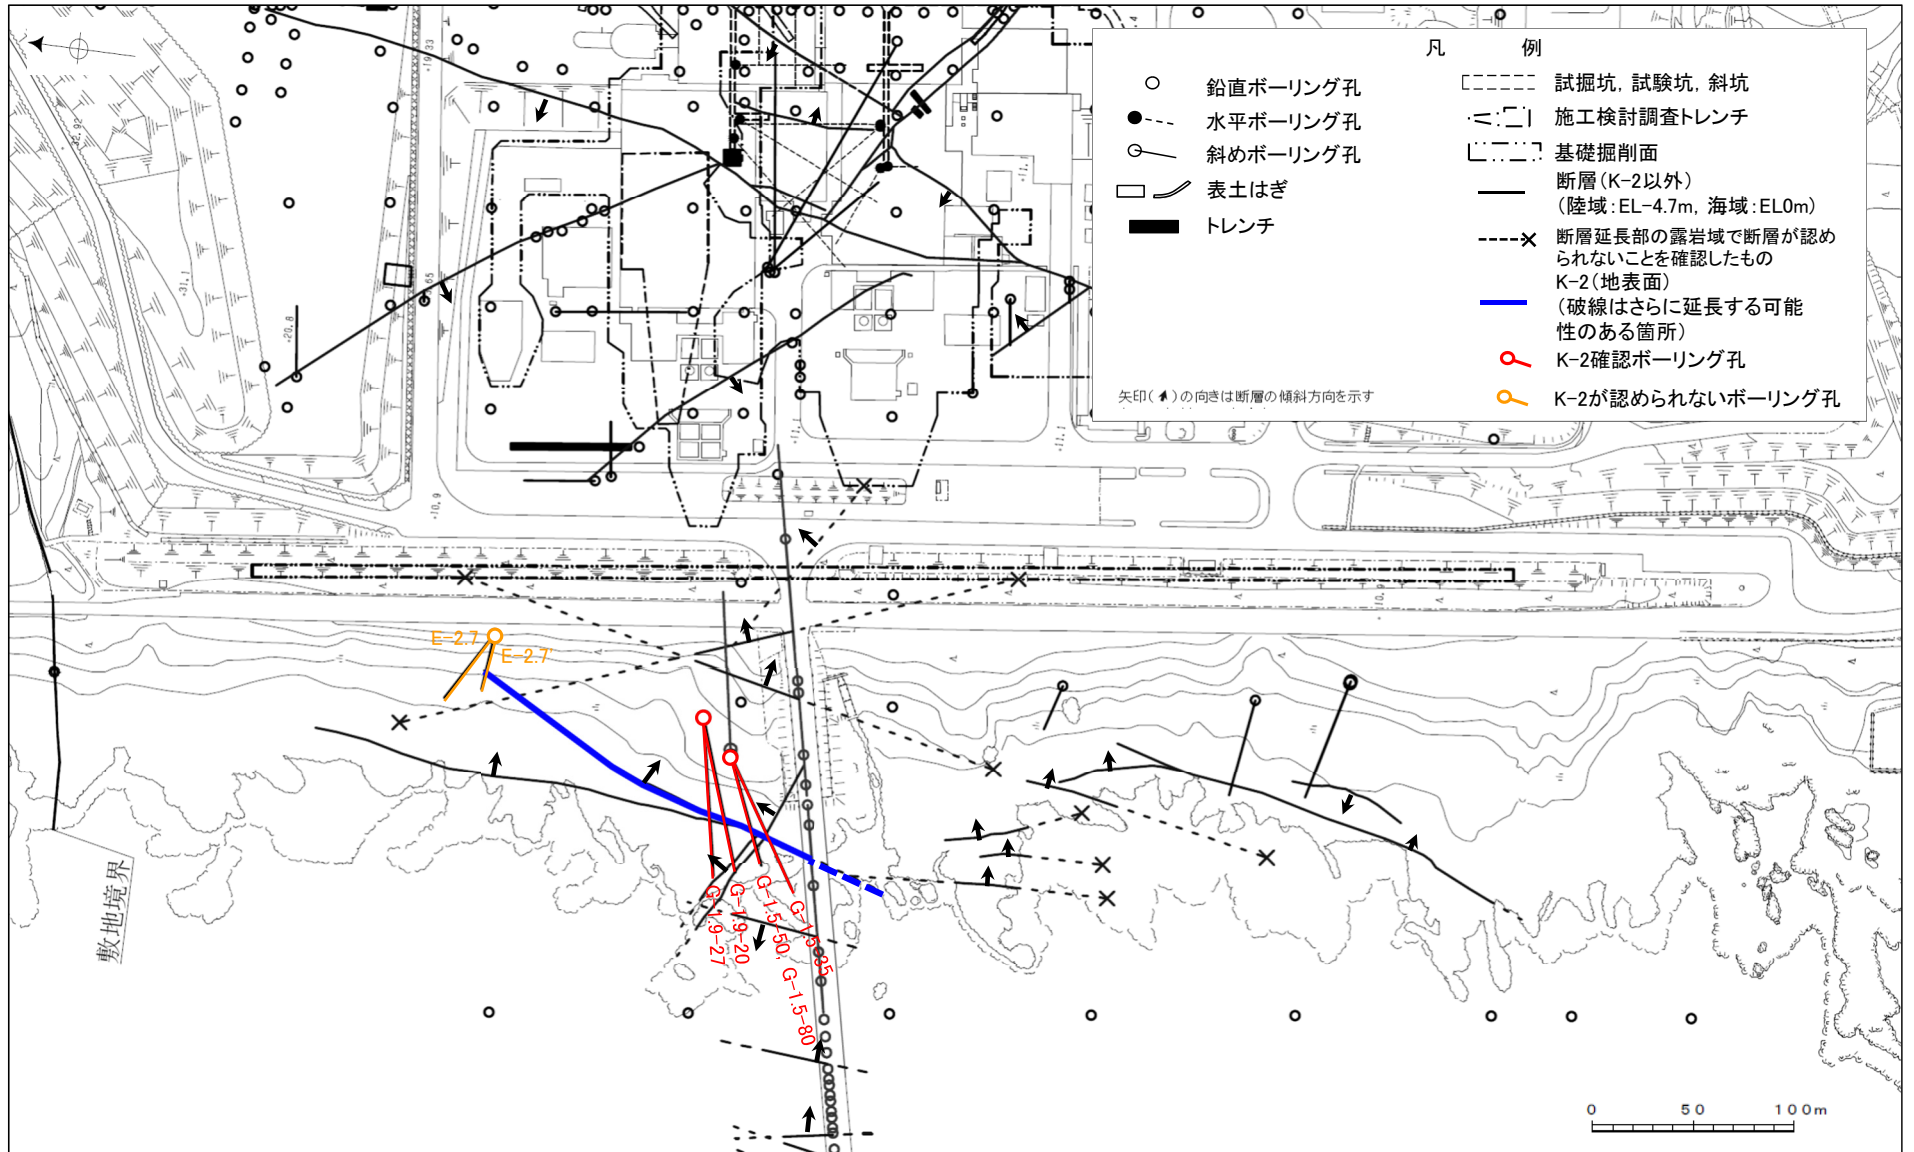 凡 例
鉛直ボーリング孔
水平ボーリング孔
斜めボーリング孔
表土はぎ
トレンチ
試掘坑, 試験坑, 斜坑
施工検討調査トレンチ
基礎掘削面
断層(K-2以外)
(陸域:EL-4.7m, 海域:EL0m)
断層延長部の露岩域で断層が認め
られないことを確認したもの
K-2(地表面)
(破線はさらに延長する可能
性のある箇所)
K-2確認ボーリング孔
K-2が認められないボーリング孔
矢印( )の向きは断層の傾斜方向を示す
E-2.7
E-2.7'
G-1.9-27
G-1.9-20
G-1.5-50, G-1.5-80
G-1.5-35
敷地境界
0 50 100m